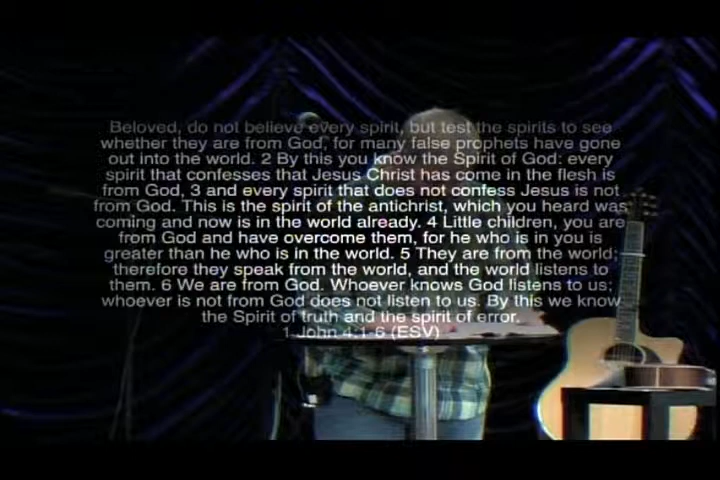 Beloved, do not believe every spirit, but test the spirits to see
whether they are from God, for many false prophets have gone
out into the world. 2 By this you know the Spirit of God: every
spirit that confesses that Jesus Christ has come in the flesh is
from God, 3 and every spirit that does not confess Jesus is not
from God. This is the spirit of the antichrist, which you heard was
coming and now is in the world already. 4 Little children, you are
from God and have overcome them, for he who is in you is
greater than he who is in the world. 5 They are from the world;
therefore they speak from the world, and the world listens to
them. 6 We are from God. Whoever knows God listens to us;
whoever is not from God does not listen to us. By this we know
the Spirit of truth and the spirit of error.
1 John 4:1-6 (ESV)